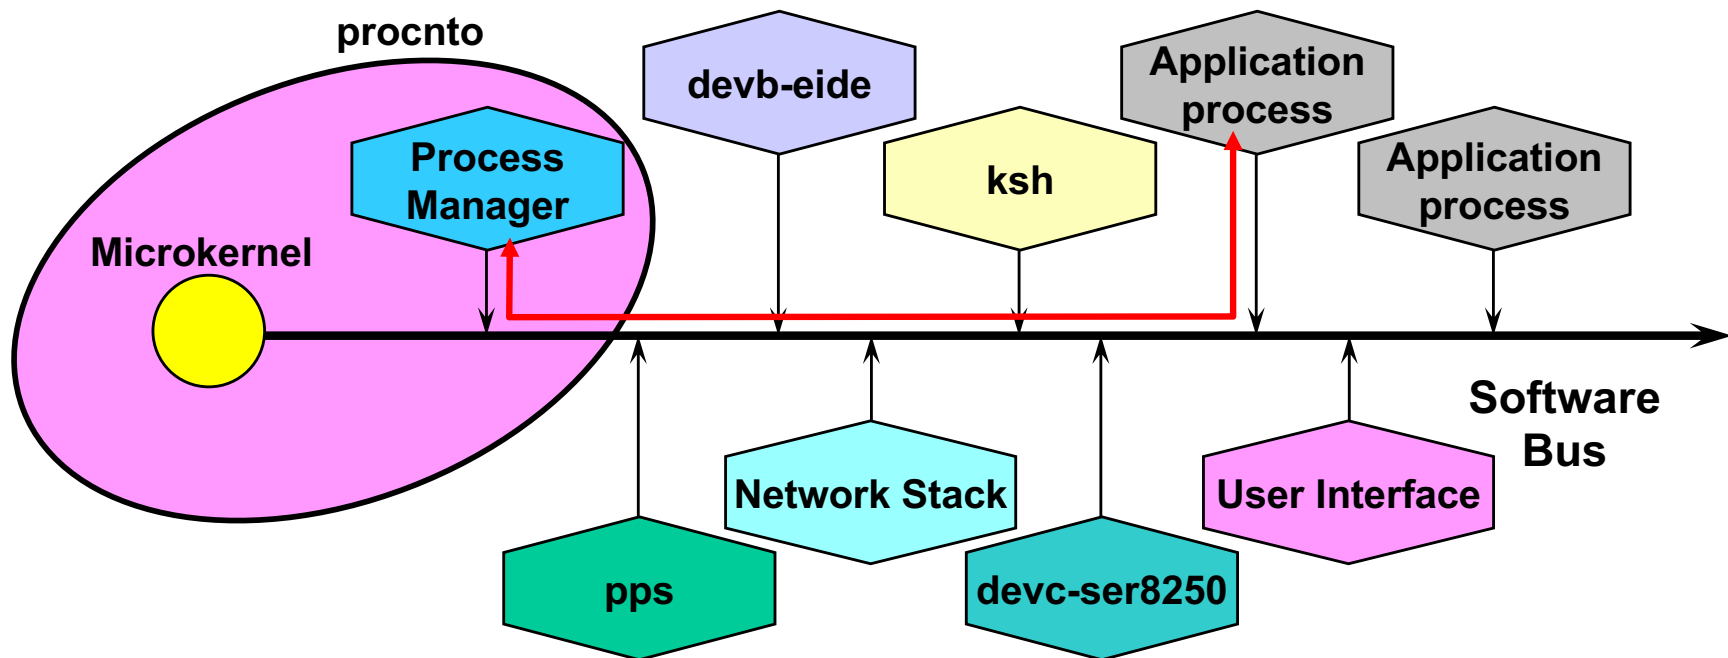 procnto
devb-eide
Application
process
Process
Manager
ksh
Application
process
Microkernel
Software
Bus
Network Stack
User Interface
pps
devc-ser8250